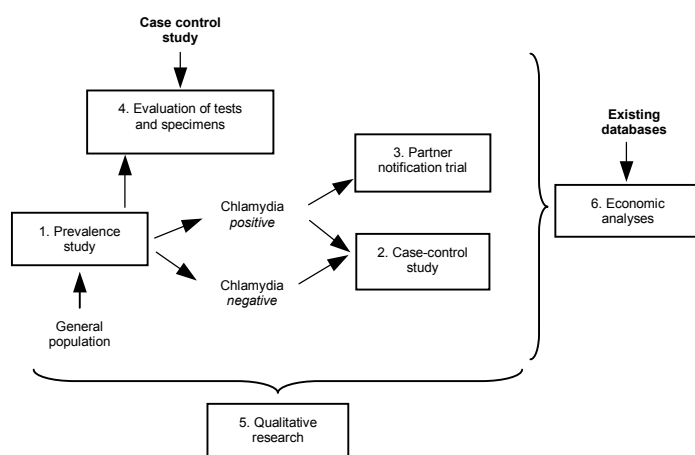 Case control
study
4. Evaluation of tests
and specimens
Existing
databases
3. Partner
notification trial
Chlamydia
positive
6. Economic
analyses
1. Prevalence
study
2. Case-control
study
Chlamydia
negative
General
population
5. Qualitative
research